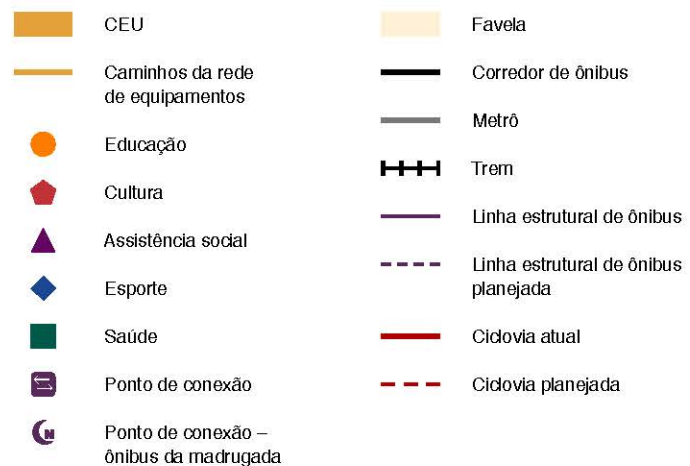 CEU
Caminhos da rede
de equipamentos
Educação
Cultura
Assistência social
Esporte
Saúde
Ponto de conexão
N
Ponto de conexão –
ônibus da madrugada
Favela
Corredor de ônibus
Metrô
Trem
Linha estrutural de ônibus
Linha estrutural de ônibus
planejada
Ciclovia atual
Ciclovia planejada